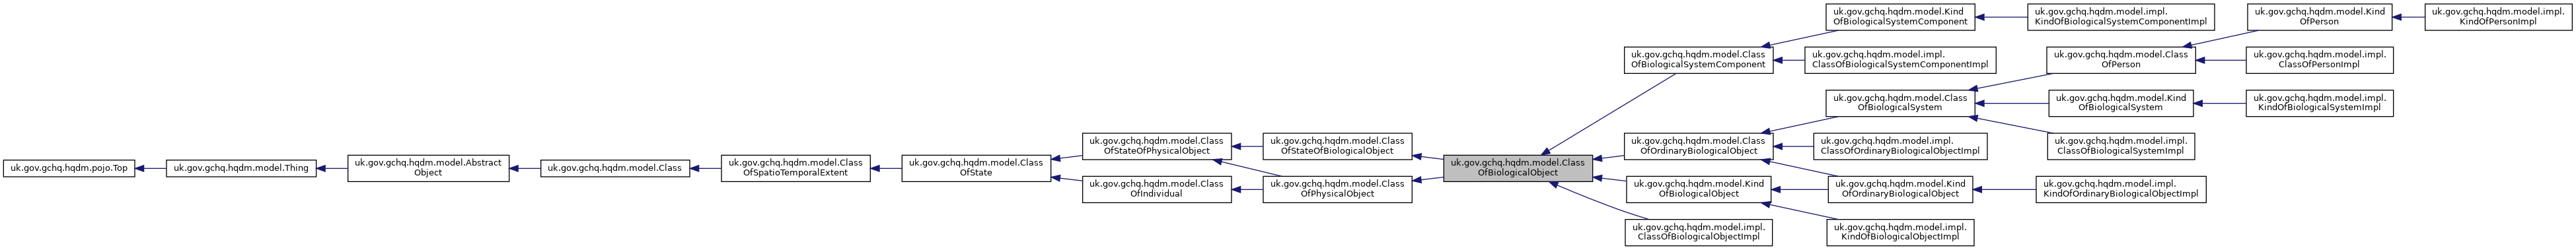 uk.gov.gchq.hqdm.pojo.Top
uk.gov.gchq.hqdm.model.Thing
uk.gov.gchq.hqdm.model.Abstract
Object
uk.gov.gchq.hqdm.model.Class
uk.gov.gchq.hqdm.model.Class
OfSpatioTemporalExtent
uk.gov.gchq.hqdm.model.Class
OfState
uk.gov.gchq.hqdm.model.Class
OfStateOfPhysicalObject
uk.gov.gchq.hqdm.model.Class
OfIndividual
uk.gov.gchq.hqdm.model.Class
OfStateOfBiologicalObject
uk.gov.gchq.hqdm.model.Class
OfPhysicalObject
uk.gov.gchq.hqdm.model.Class
OfBiologicalObject
uk.gov.gchq.hqdm.model.Class
OfBiologicalSystemComponent
uk.gov.gchq.hqdm.model.Class
OfOrdinaryBiologicalObject
uk.gov.gchq.hqdm.model.Kind
OfBiologicalObject
uk.gov.gchq.hqdm.model.impl.
ClassOfBiologicalObjectImpl
uk.gov.gchq.hqdm.model.Kind
OfBiologicalSystemComponent
uk.gov.gchq.hqdm.model.impl.
ClassOfBiologicalSystemComponentImpl
uk.gov.gchq.hqdm.model.Class
OfBiologicalSystem
uk.gov.gchq.hqdm.model.impl.
ClassOfOrdinaryBiologicalObjectImpl
uk.gov.gchq.hqdm.model.Kind
OfOrdinaryBiologicalObject
uk.gov.gchq.hqdm.model.impl.
KindOfBiologicalObjectImpl
uk.gov.gchq.hqdm.model.impl.
KindOfBiologicalSystemComponentImpl
uk.gov.gchq.hqdm.model.Class
OfPerson
uk.gov.gchq.hqdm.model.Kind
OfBiologicalSystem
uk.gov.gchq.hqdm.model.impl.
ClassOfBiologicalSystemImpl
uk.gov.gchq.hqdm.model.impl.
KindOfOrdinaryBiologicalObjectImpl
uk.gov.gchq.hqdm.model.Kind
OfPerson
uk.gov.gchq.hqdm.model.impl.
ClassOfPersonImpl
uk.gov.gchq.hqdm.model.impl.
KindOfBiologicalSystemImpl
uk.gov.gchq.hqdm.model.impl.
KindOfPersonImpl